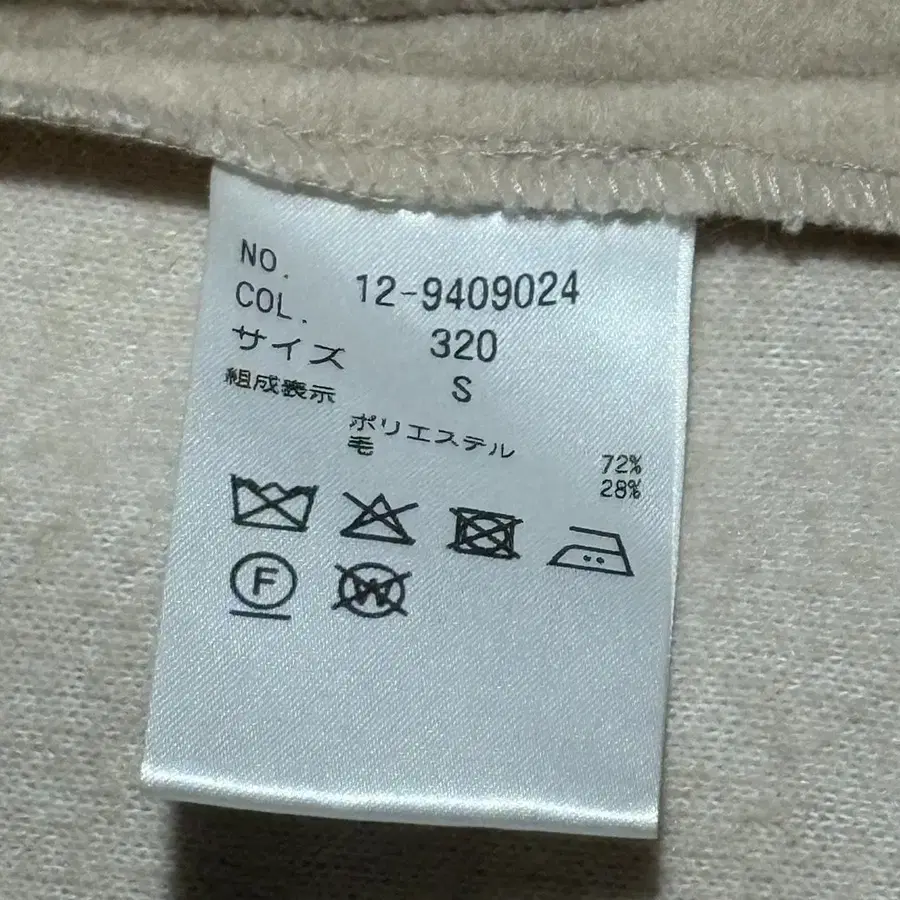 NO. 12-9409024
COL. 320
サイズ S
組成表示
ポリエステル 72%
毛 28%
F
W